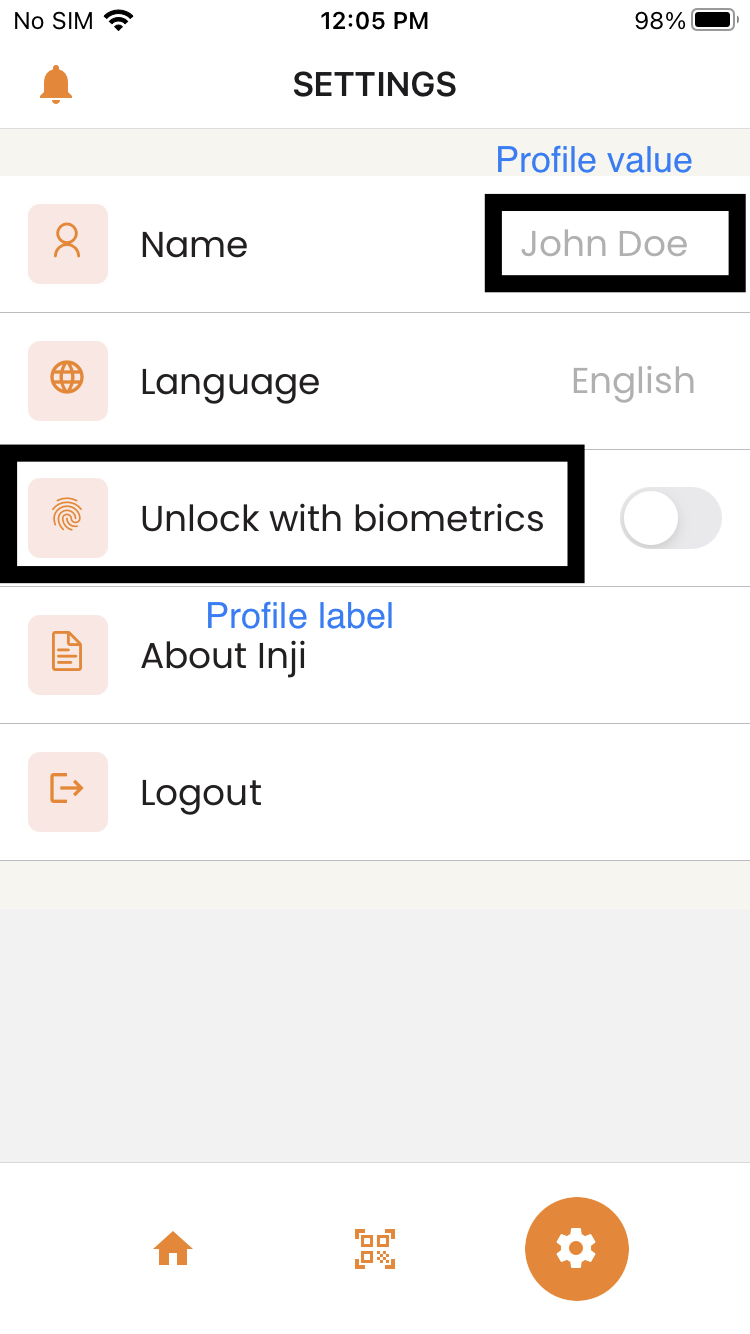 No SIM 12:05 PM 98%
SETTINGS
Profile value
Name John Doe
Language English
Unlock with biometrics
Profile label
About Inji
Logout